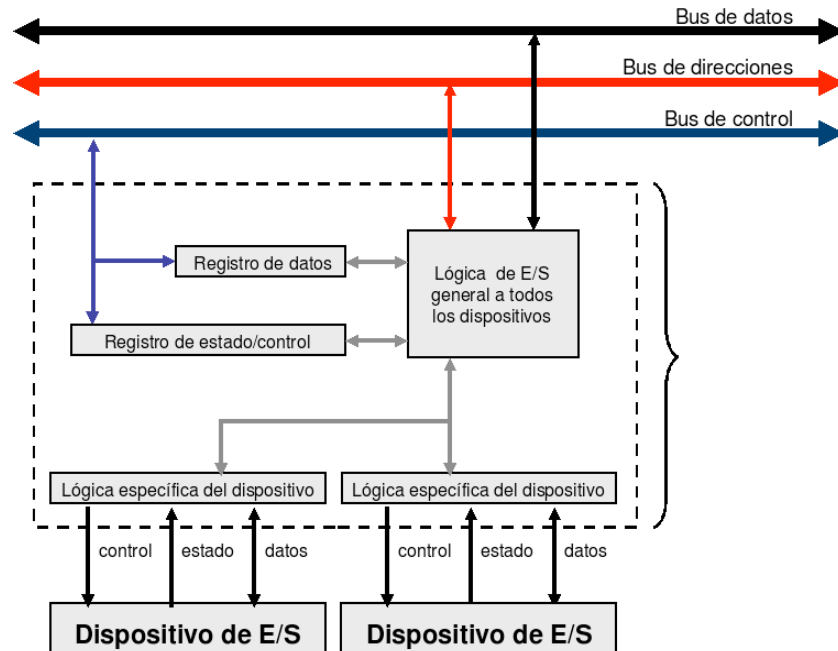 Bus de datos
Bus de direcciones
Bus de control
Registro de datos
Lógica de E/S
general a todos
los dispositivos
Registro de estado/control
Lógica específica del dispositivo
Lógica específica del dispositivo
control estado datos
control estado datos
Dispositivo de E/S
Dispositivo de E/S